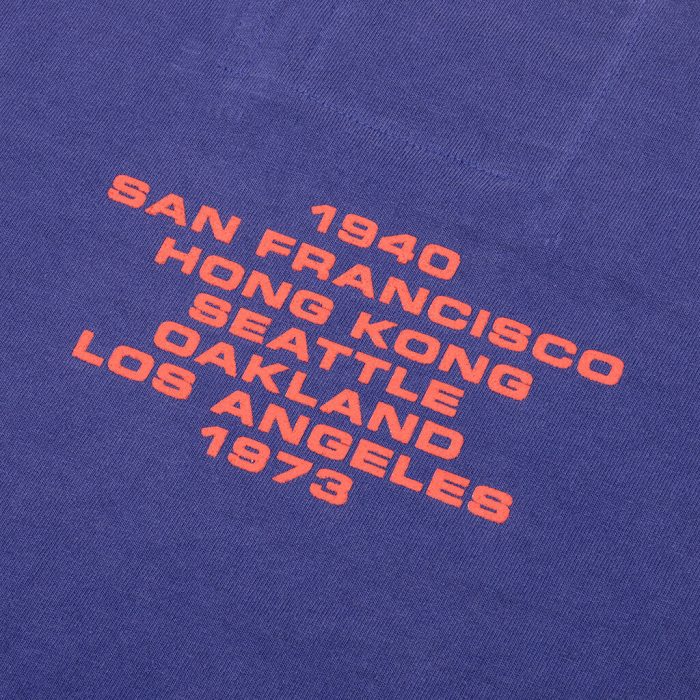 1940
SAN FRANCISCO
HONG KONG
SEATTLE
OAKLAND
LOS ANGELES
1973